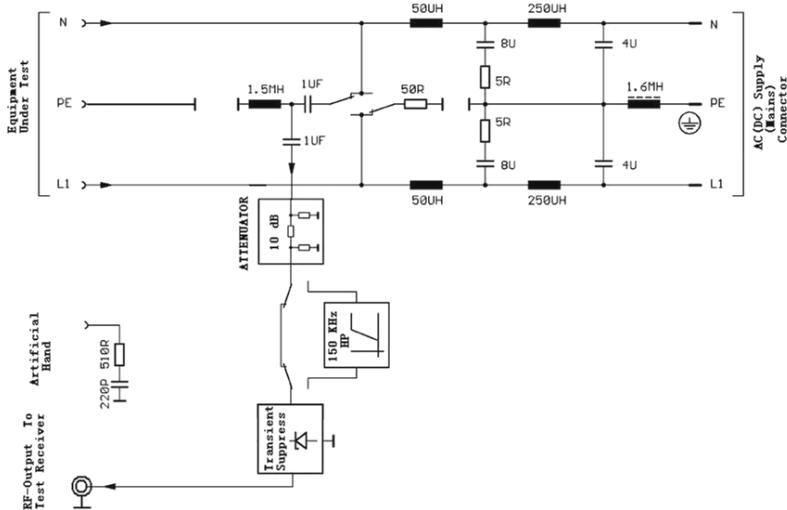 50UH
250UH
N
N
8U
4U
Equipment
Under Test
1.5MH
1UF
50R
5R
1.6MH
PE
PE
AC(DC) Supply
(Mains)
Connector
5R
1UF
8U
4U
L1
L1
50UH
250UH
ATTENUATOR
10 dB
150 KHz
HP
Artificial
Hand
510R
220P
Transient
Suppress
RF-Output To
Test Receiver